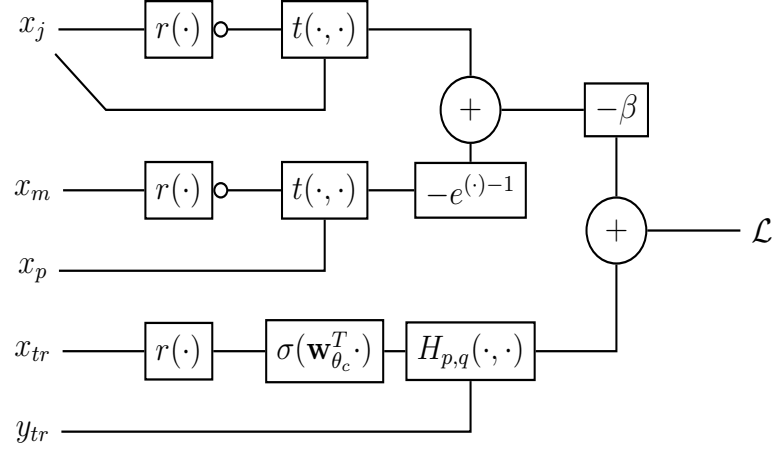 x_j r(·) t(·,·)
+ −β
x_m r(·) t(·,·) −e^{(·)−1}
+ ℒ
x_p
x_{tr} r(·) σ(𝐰_{θ_c}^T·) H_{p,q}(·,·)
y_{tr}